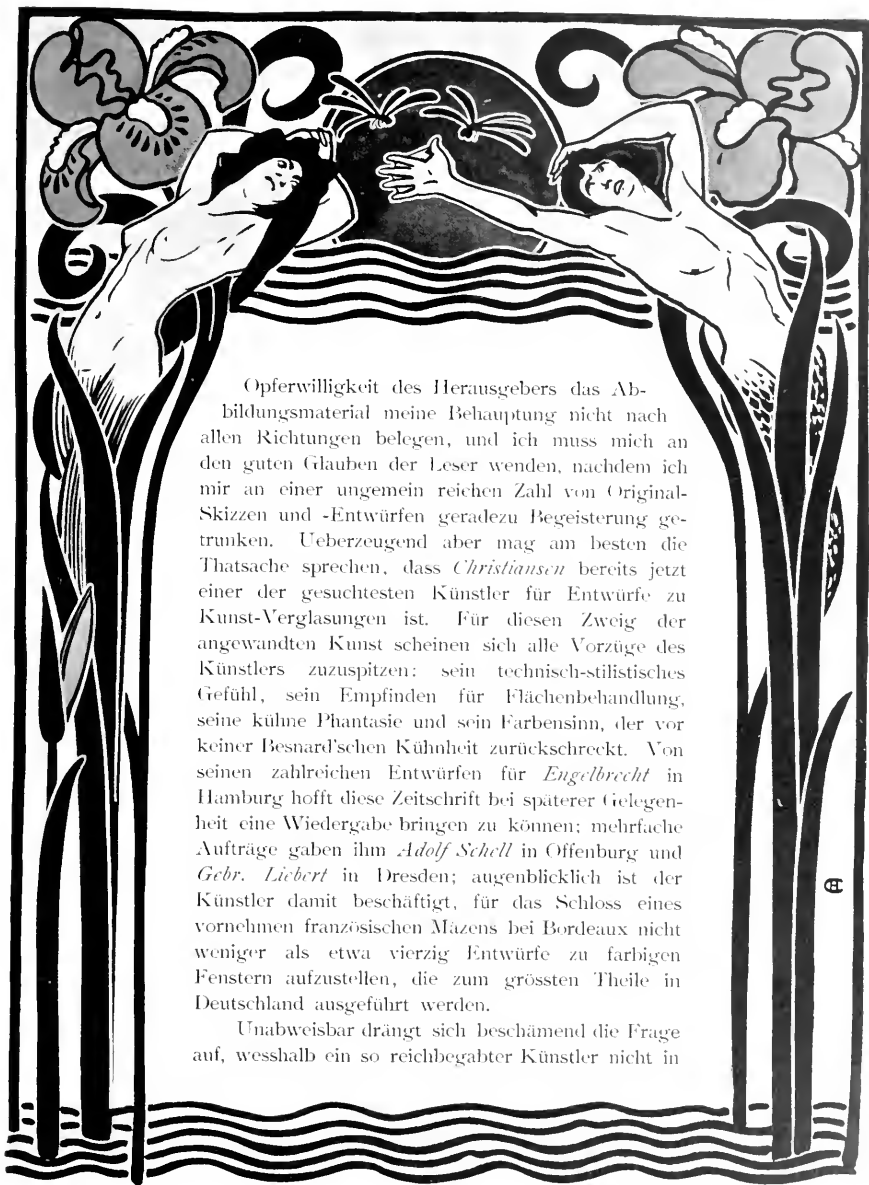 Opferwilligkeit des Herausgebers das Ab-
bildungsmaterial meine Behauptung nicht nach
allen Richtungen belegen, und ich muss mich an
den guten Glauben der Leser wenden, nachdem ich
mir an einer ungemein reichen Zahl von Original-
Skizzen und -Entwürfen geradezu Begeisterung ge-
trunken. Ueberzeugend aber mag am besten die
Thatsache sprechen, dass Christiansen bereits jetzt
einer der gesuchtesten Künstler für Entwürfe zu
Kunst-Verglasungen ist. Für diesen Zweig der
angewandten Kunst scheinen sich alle Vorzüge des
Künstlers zuzuspitzen: sein technisch-stilistisches
Gefühl, sein Empfinden für Flächenbehandlung,
seine kühne Phantasie und sein Farbensinn, der vor
keiner Besnard'schen Kühnheit zurückschreckt. Von
seinen zahlreichen Entwürfen für Engelbrecht in
Hamburg hofft diese Zeitschrift bei späterer Gelegen-
heit eine Wiedergabe bringen zu können; mehrfache
Aufträge gaben ihm Adolf Schell in Offenburg und
Gebr. Liebert in Dresden; augenblicklich ist der
Künstler damit beschäftigt, für das Schloss eines
vornehmen französischen Mäzens bei Bordeaux nicht
weniger als etwa vierzig Entwürfe zu farbigen
Fenstern aufzustellen, die zum grössten Theile in
Deutschland ausgeführt werden.
Unabweisbar drängt sich beschämend die Frage
auf, wesshalb ein so reichbegabter Künstler nicht in